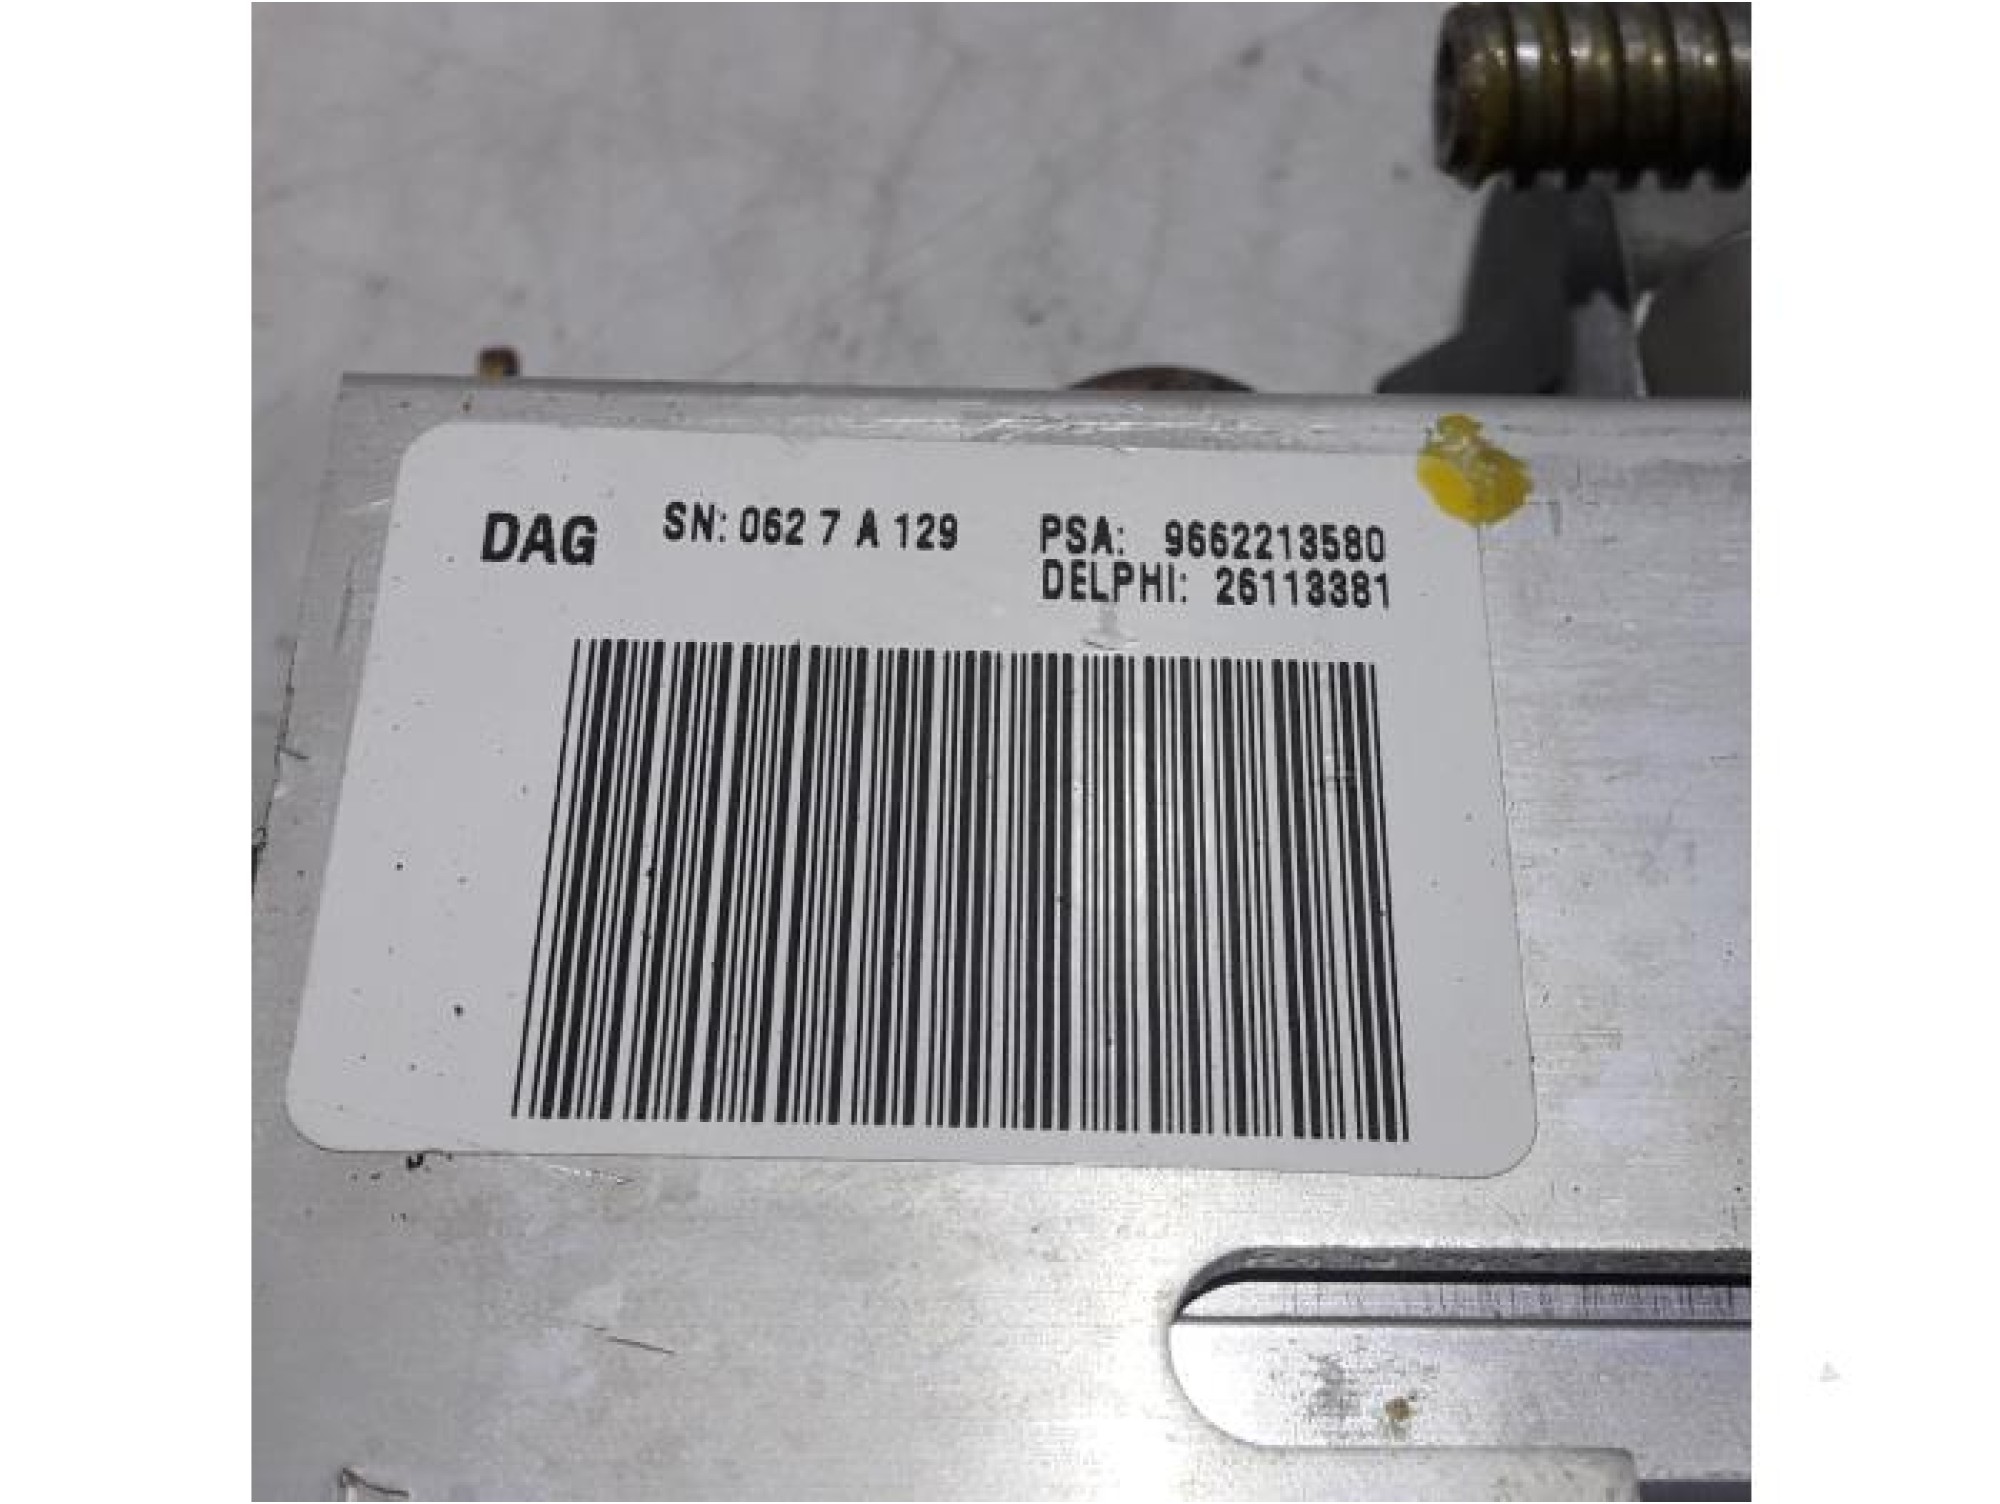 DAG SN: 062 7 A 129 PSA: 9662213580
DELPHI: 26113381